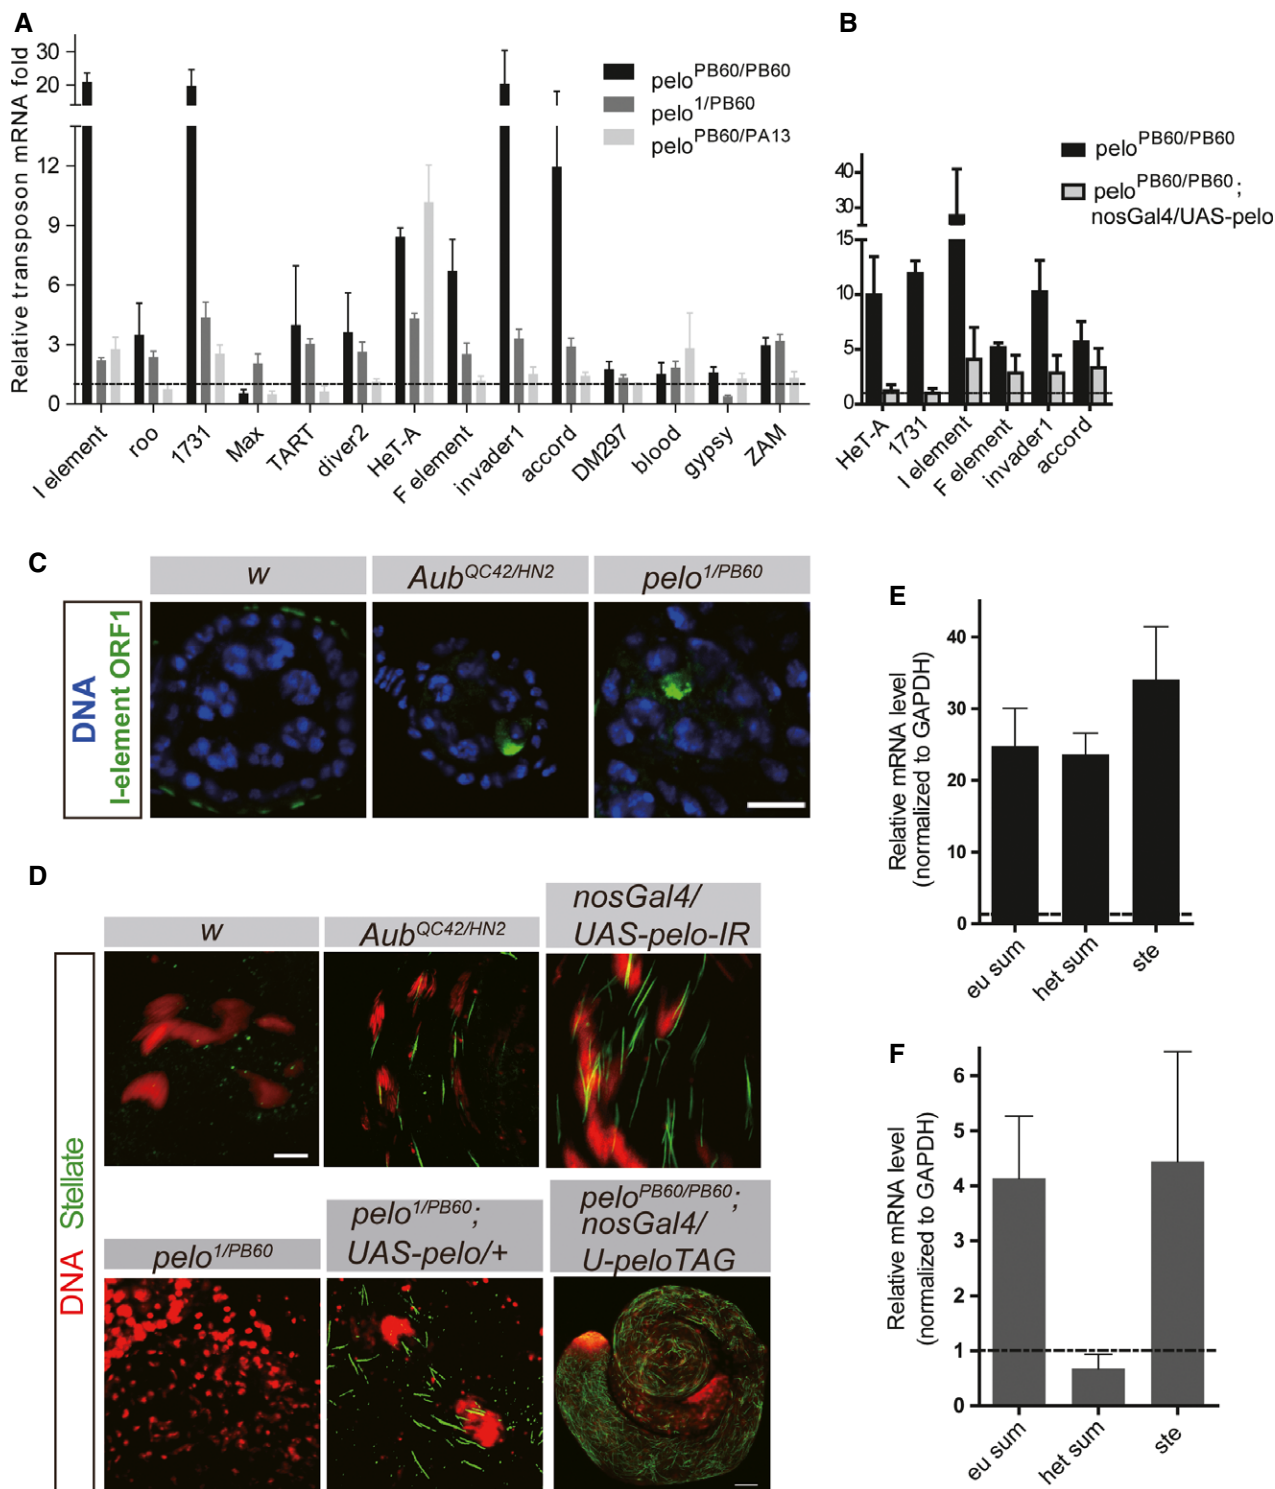 A
Relative transposon mRNA fold
30
20
12
9
6
3
0
pelo^PB60/PB60
pelo^1/PB60
pelo^PB60/PA13
I element
roo
1731
Max
TART
diver2
HeT-A
F element
invader1
accord
DM297
blood
gypsy
ZAM
B
40
30
15
10
5
0
pelo^PB60/PB60
pelo^PB60/PB60;
nosGal4/UAS-pelo
HeT-A
1731
I element
F element
invader1
accord
C
DNA
I-element ORF1
w
Aub^QC42/HN2
pelo^1/PB60
D
DNA Stellate
w
Aub^QC42/HN2
nosGal4/
UAS-pelo-IR
pelo^1/PB60
pelo^1/PB60;
UAS-pelo/+
pelo^PB60/PB60;
nosGal4/
U-peloTAG
E
Relative mRNA level
(normalized to GAPDH)
40
30
20
10
0
eu sum
het sum
ste
F
Relative mRNA level
(normalized to GAPDH)
6
5
4
3
2
1
0
eu sum
het sum
ste